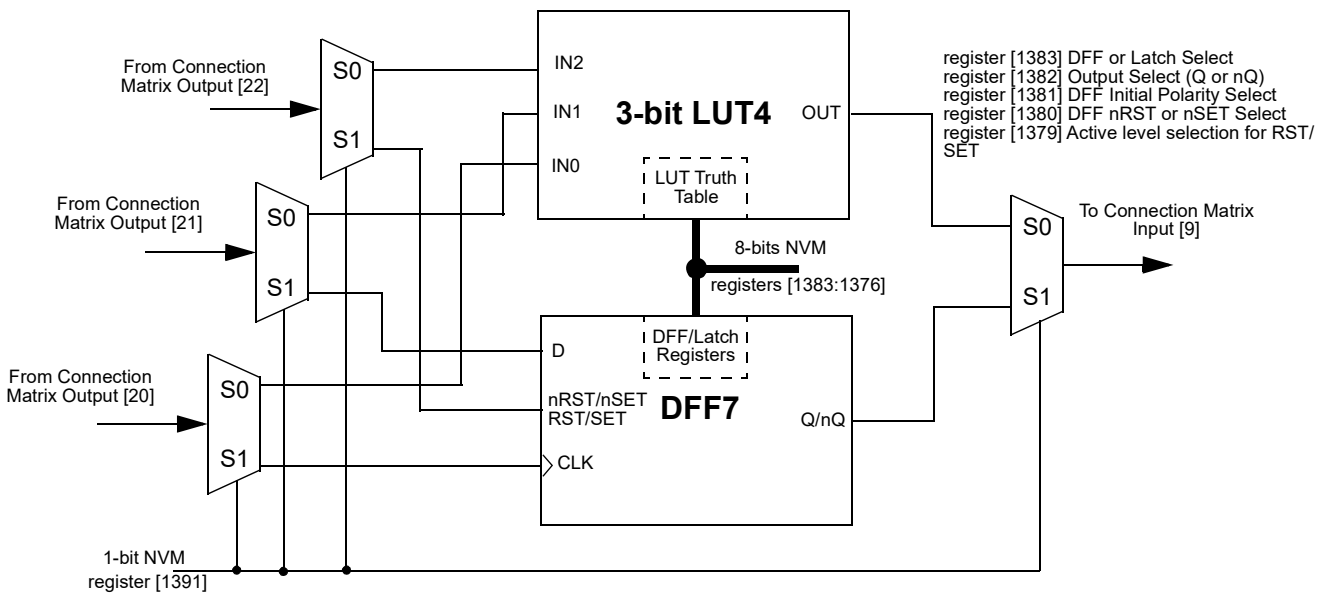 From Connection
Matrix Output [22]
S0
S1
IN2
IN1
IN0
3-bit LUT4
OUT
LUT Truth
Table
register [1383] DFF or Latch Select
register [1382] Output Select (Q or nQ)
register [1381] DFF Initial Polarity Select
register [1380] DFF nRST or nSET Select
register [1379] Active level selection for RST/
SET
From Connection
Matrix Output [21]
S0
S1
8-bits NVM
registers [1383:1376]
S0
S1
To Connection Matrix
Input [9]
From Connection
Matrix Output [20]
S0
S1
D
nRST/nSET
RST/SET
CLK
DFF/Latch
Registers
DFF7
Q/nQ
1-bit NVM
register [1391]